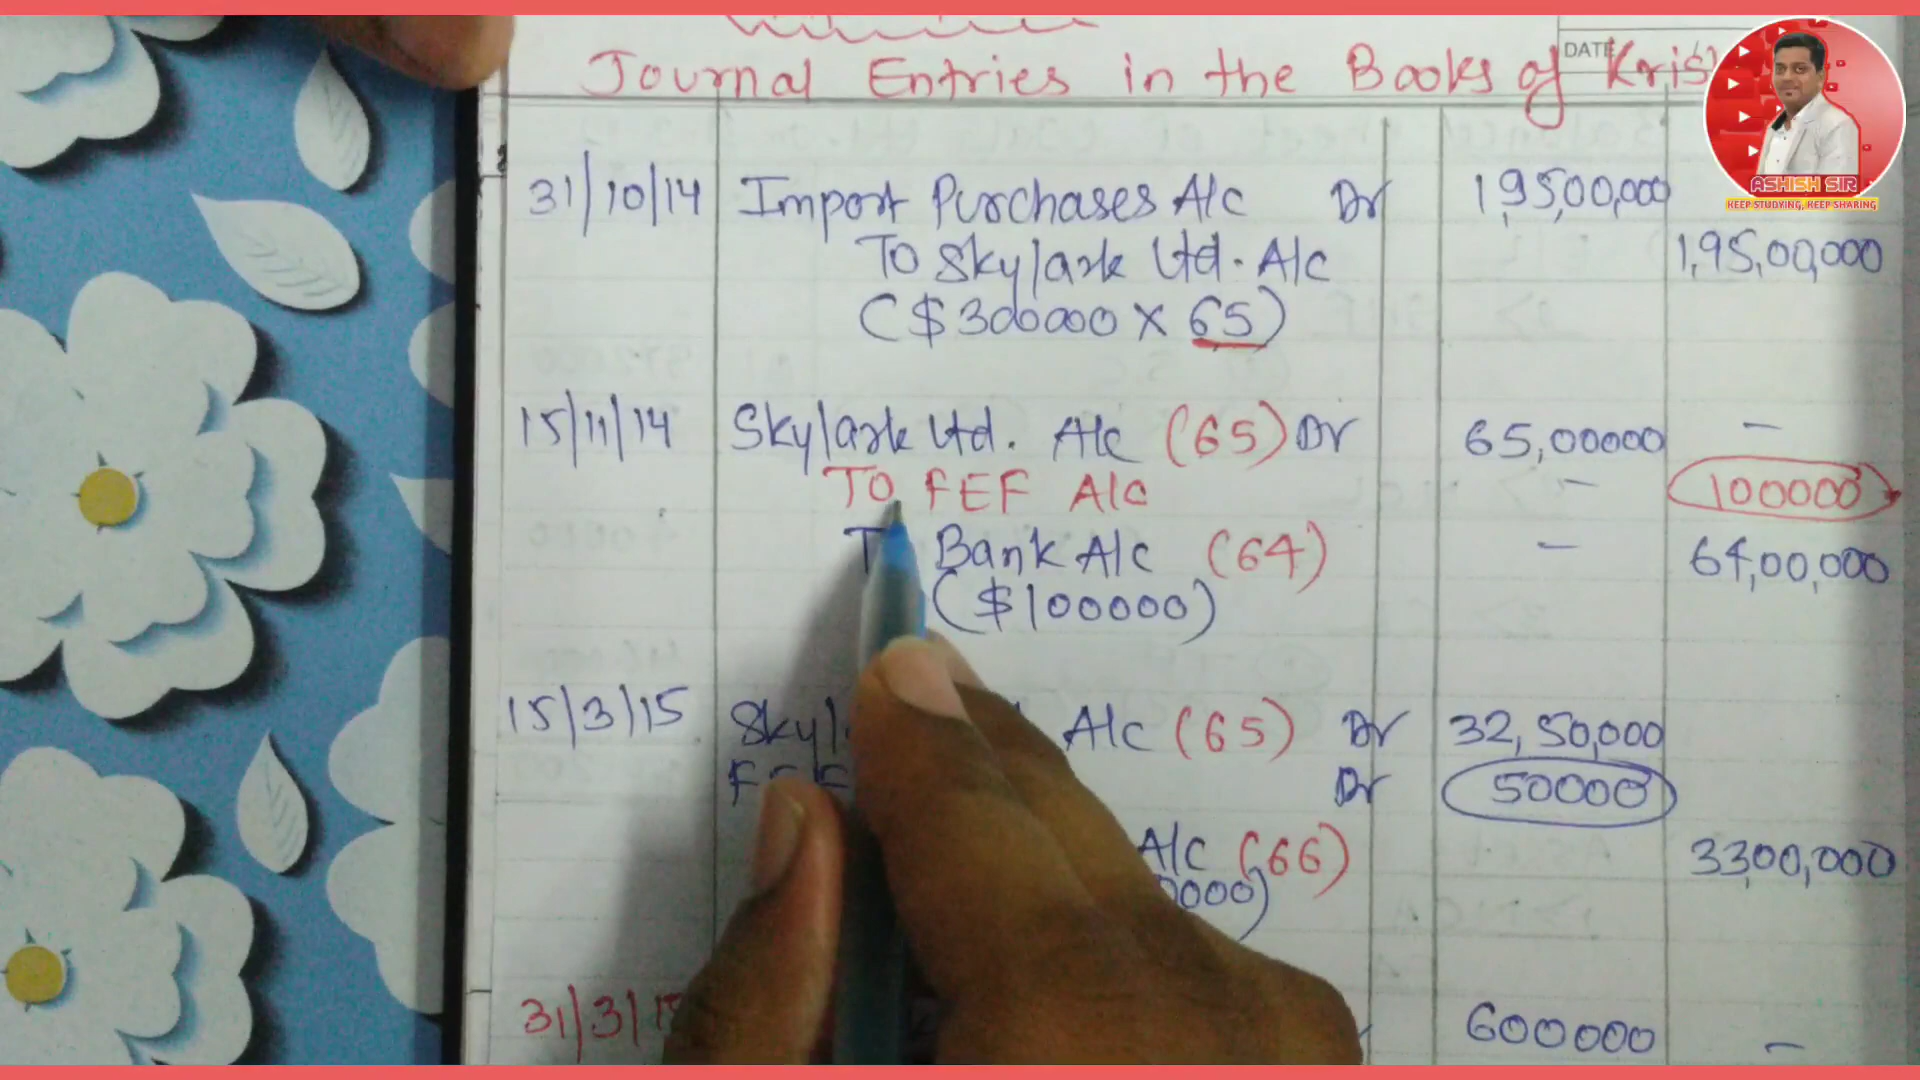 DATE
Journal Entries in the Books of Kris
31/10/14 Import Purchases A/c Dr 1,95,00,000
To Skylark Ltd. A/c 1,95,00,000
($300000 × 65)
15/11/14 Skylark Ltd. A/c (65) Dr 65,00000 -
TO FEF A/c - 100000
Bank A/c (64) - 64,00,000
($100000)
15/3/15 A/c (65) Dr 32,50,000
Dr 50000
A/c (66) 3300,000
0000)
31/3/ 600000 -
ASHISH SIR
KEEP STUDYING, KEEP SHARING